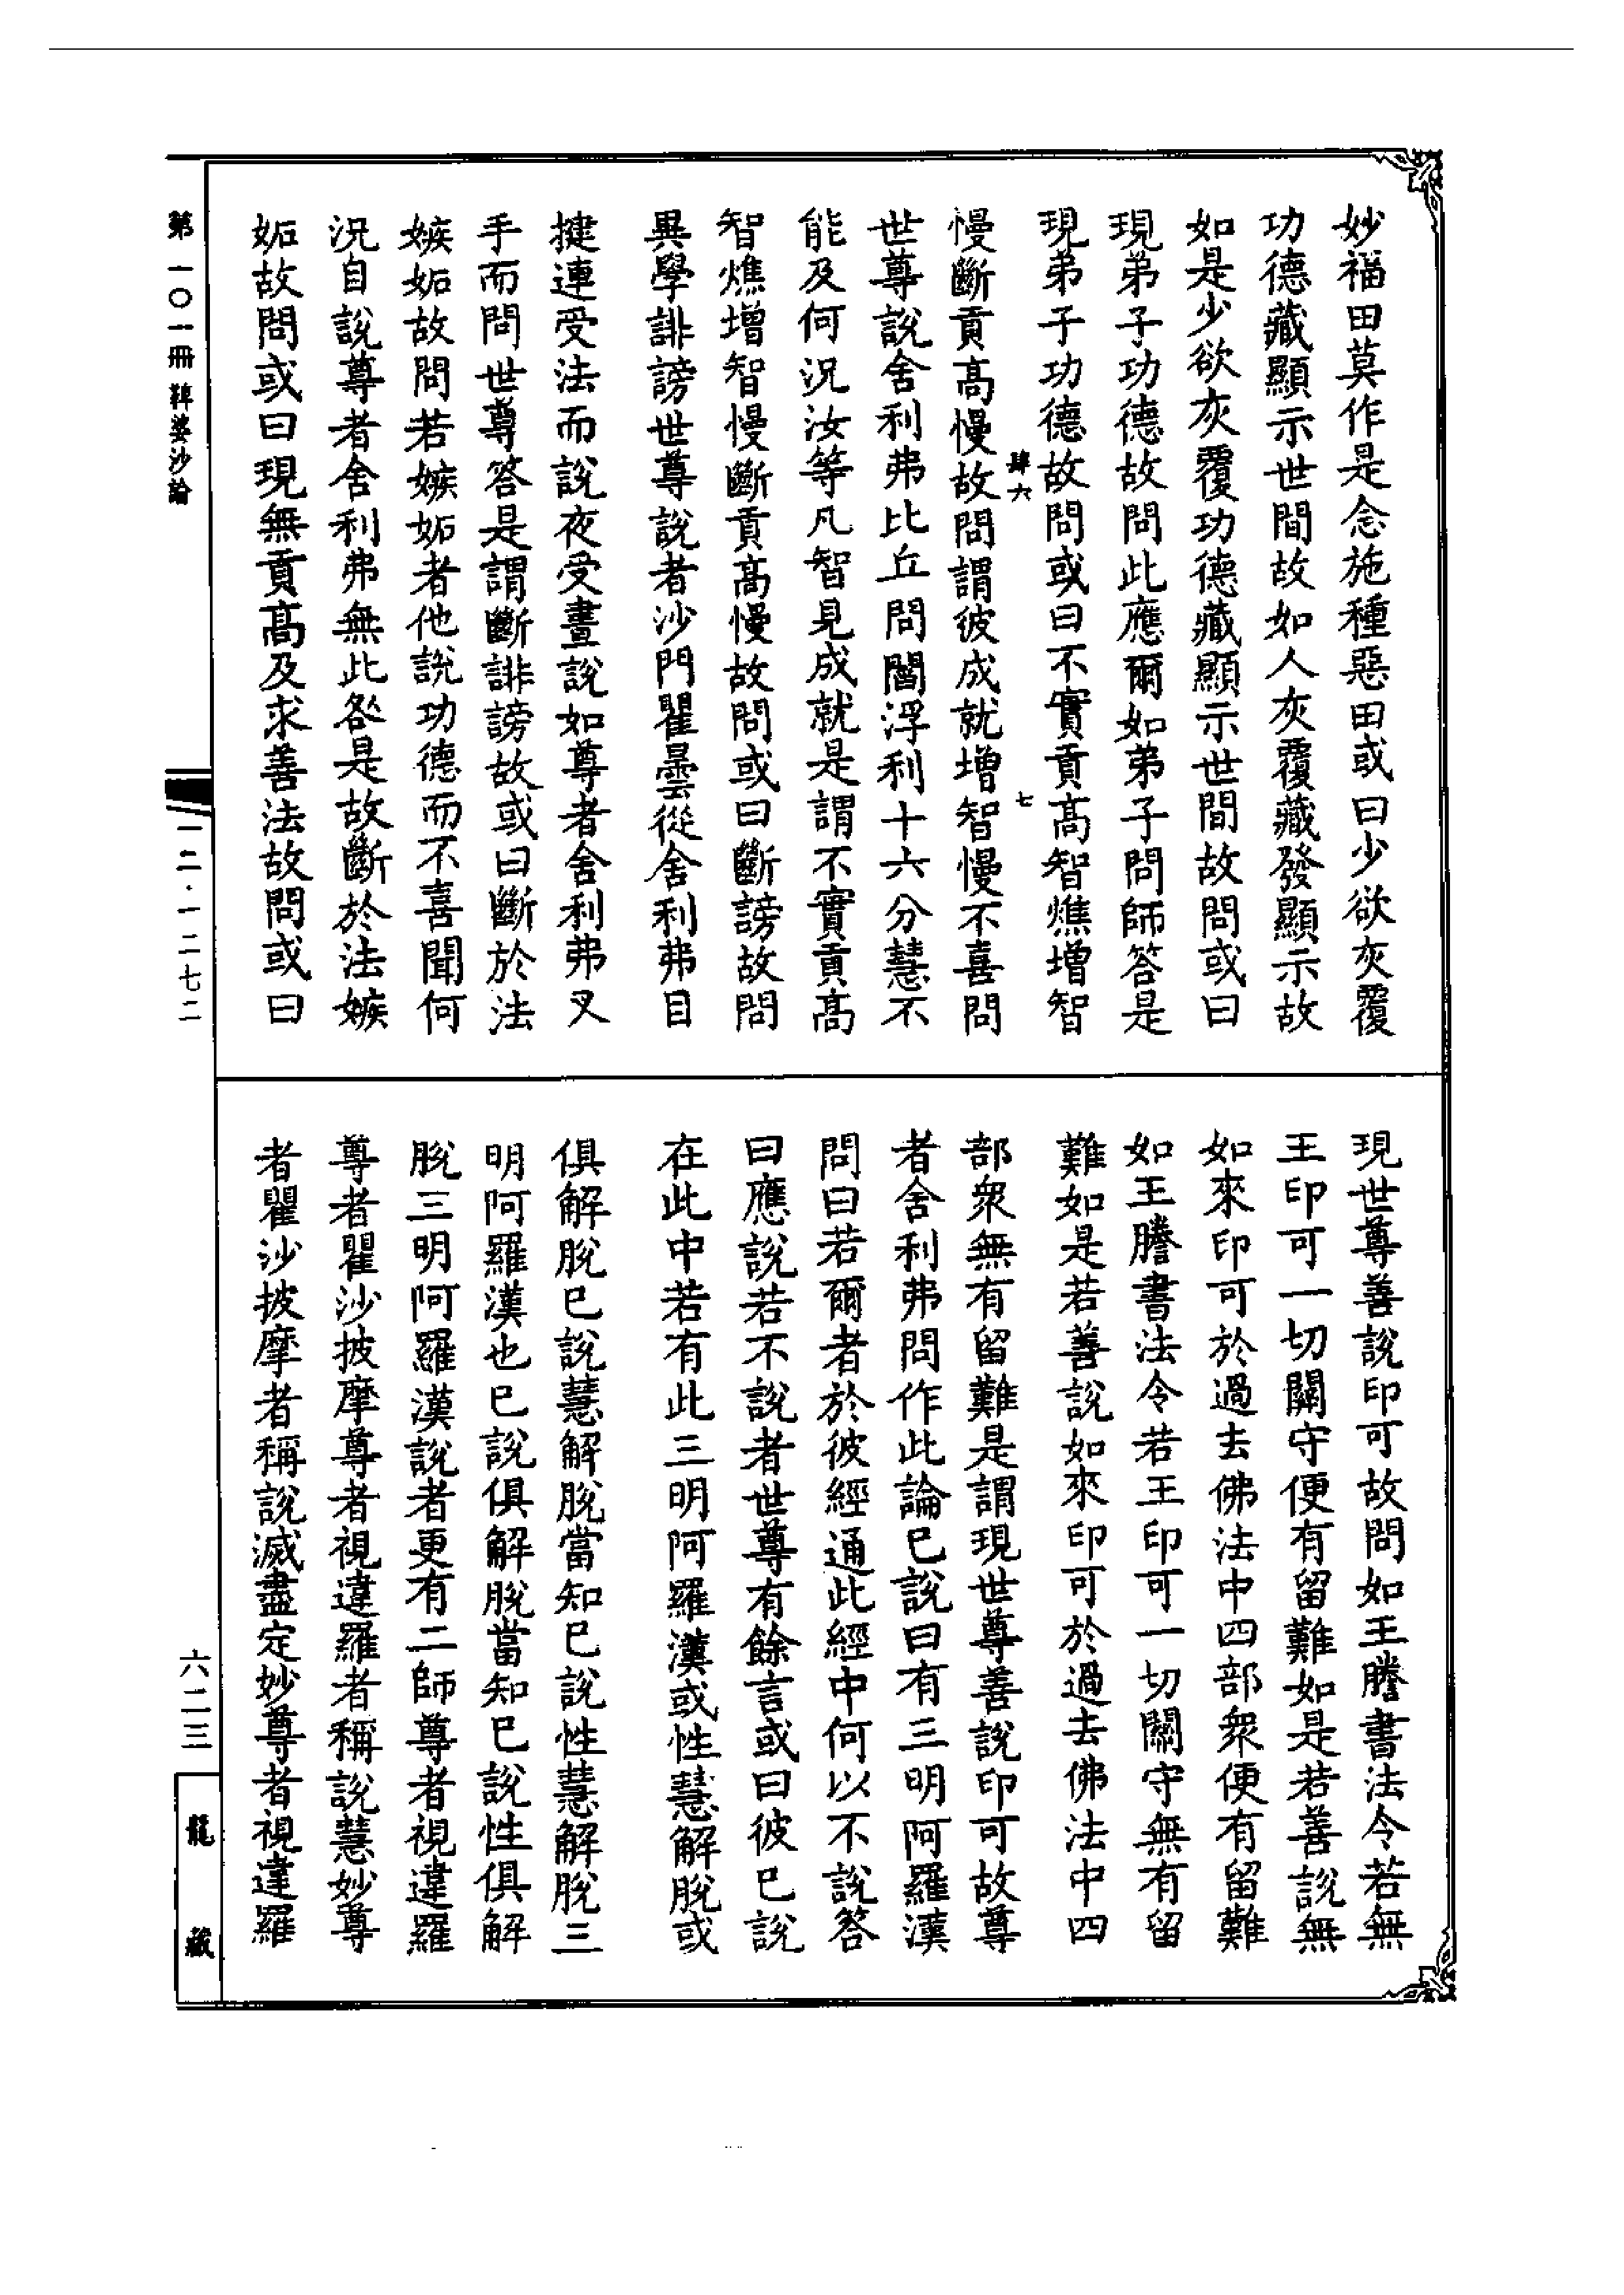 妙福田莫作是念施種惡田或曰少欲灰覆
功德藏顯示世間故如人灰覆藏發顯示故
如是少欲灰覆功德藏顯示世間故問或曰
現弟子功德故問此應爾如弟子問師答是
現弟子功德故問或曰不實貢高智憔增智
肆六
七
慢斷貢高慢故問謂彼成就增智智慢不喜問
世尊說舍利弗比丘問閻浮利十六分慧不
能及何況汝等凡智見成就是謂不實貢高
智憔增智慢斷貢高慢故問或曰斷謗故問
異學誹謗世尊說者沙門瞿曇從舍利弗目
揵連受法而說夜受晝說如尊者舍利弗叉
手而問世尊答是謂斷誹謗故或曰斷於法
嫉妬故問若嫉妬者他說功德而不喜聞何
況自說尊者舍利弗無此咎是故斷於法嫉
妬故問或曰現無貢高及求善法故問或曰
現世尊善說印可故問如王謄書法令若無
王印可一切關守便有留難如是若善說無
如來印可於過去佛法中四部眾便有留難
如王謄書法令若王印可一切關守無有留
難如是若善說如來印可於過去佛法中四
部眾無有留難是謂現世尊善說印可故尊
者舍利弗問作此論已說曰有三明阿羅漢
問曰若爾者於彼經通此經中何以不說答
曰應說若不說者世尊有餘言或曰彼已說
在此中若有此三明阿羅漢或性慧解脫或
俱解脫已說慧解脫當知已說性慧解脫三
明阿羅漢也已說俱解脫當知已說性俱解
脫三明阿羅漢說者更有二師尊者視違羅
尊者瞿沙披摩尊者視違羅者稱說慧妙尊
者瞿沙披摩者稱說滅盡定妙尊者視違羅
第一〇一冊 鞞婆沙論
一二·一二七二
六二三
龍藏